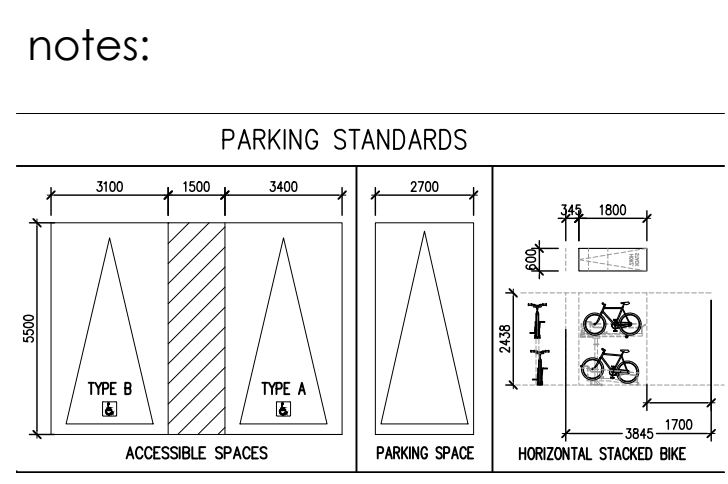 notes:
PARKING STANDARDS
3100 1500 3400
5500
TYPE B
TYPE A
ACCESSIBLE SPACES
2700
PARKING SPACE
345 1800
600
2438
1700
3845
HORIZONTAL STACKED BIKE